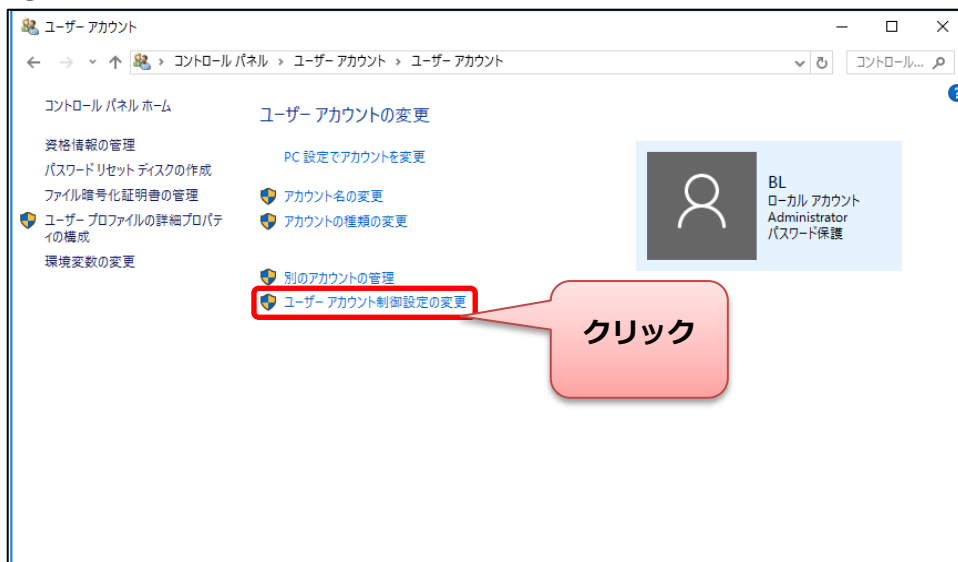 ユーザー アカウント
コントロール パネル › ユーザー アカウント › ユーザー アカウント
コントロール...
コントロール パネル ホーム
資格情報の管理
パスワード リセット ディスクの作成
ファイル暗号化証明書の管理
ユーザー プロファイルの詳細プロパテ
ィの構成
環境変数の変更
ユーザー アカウントの変更
PC 設定でアカウントを変更
アカウント名の変更
アカウントの種類の変更
別のアカウントの管理
ユーザー アカウント制御設定の変更
BL
ローカル アカウント
Administrator
パスワード保護
クリック